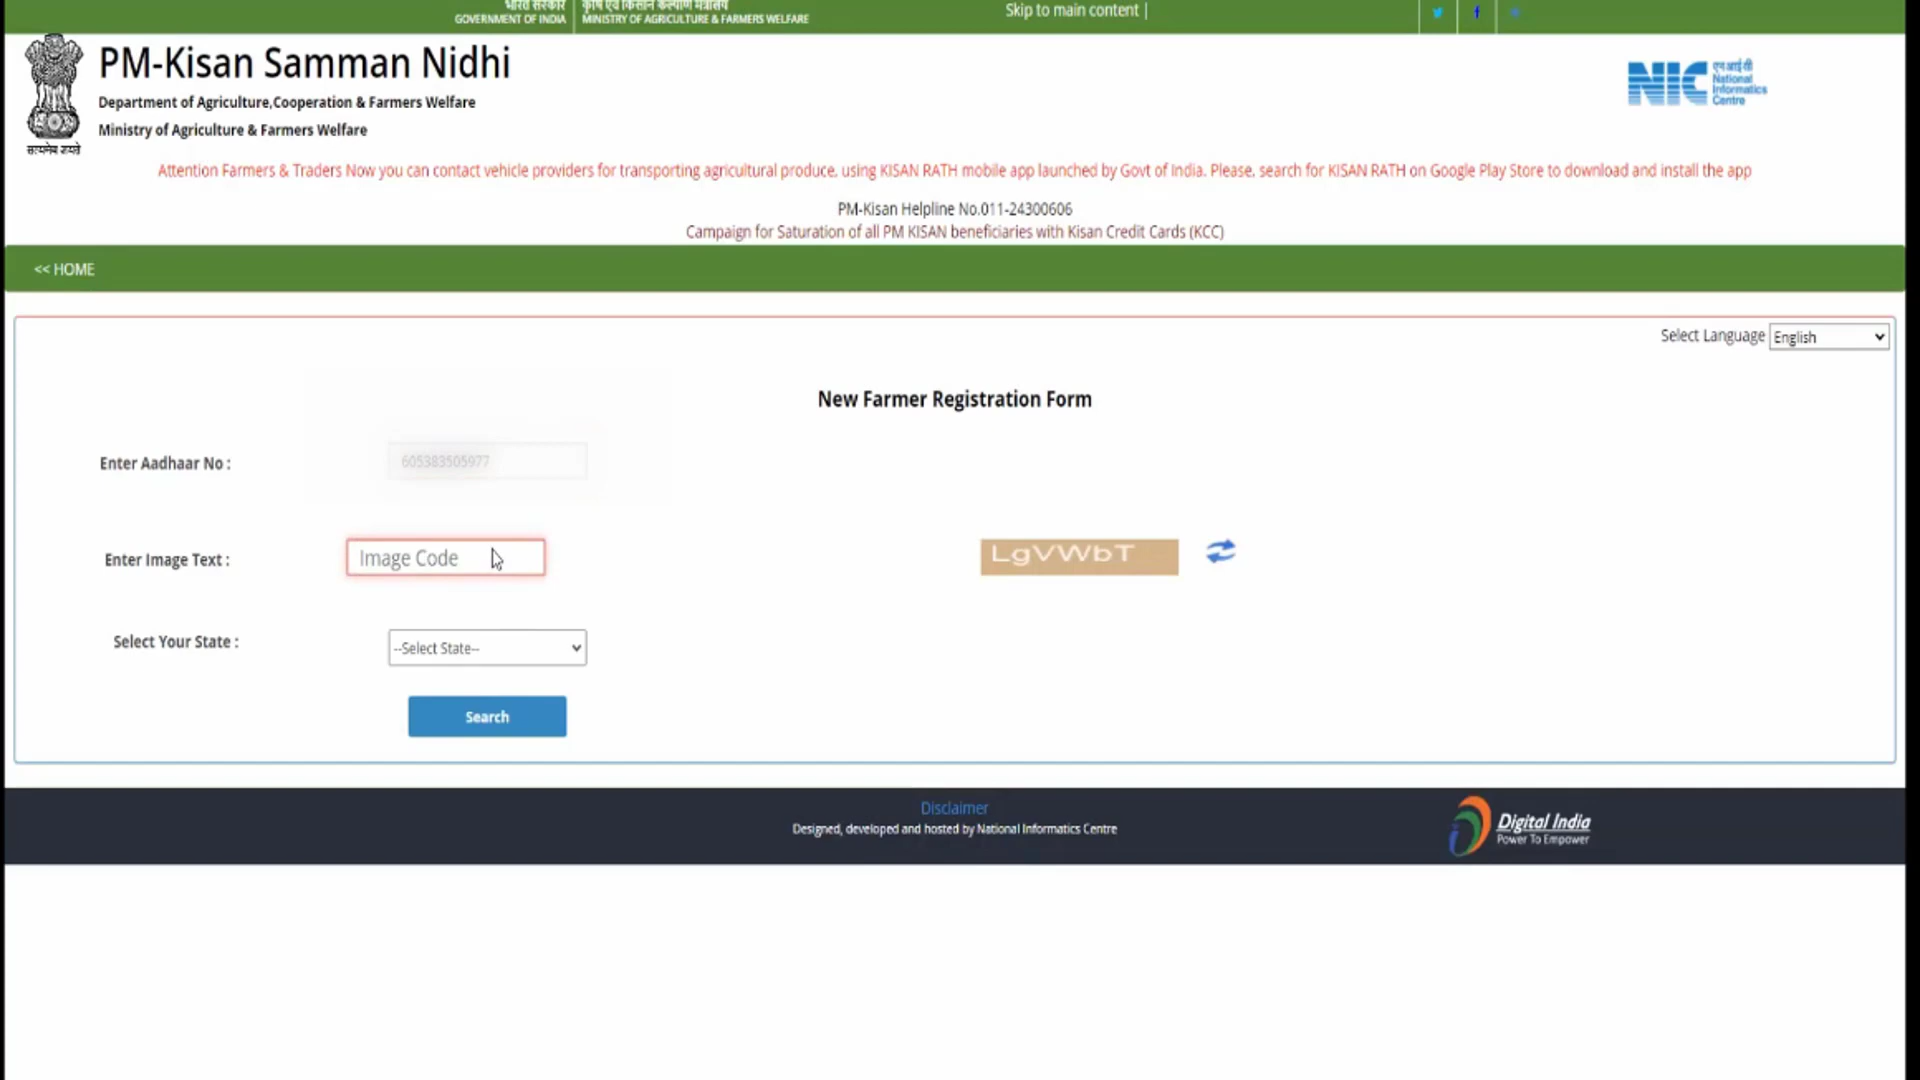 भारत सरकार
GOVERNMENT OF INDIA
कृषि एवं किसान कल्याण मंत्रालय
MINISTRY OF AGRICULTURE & FARMERS WELFARE
Skip to main content |
PM-Kisan Samman Nidhi
Department of Agriculture,Cooperation & Farmers Welfare
Ministry of Agriculture & Farmers Welfare
सत्यमेव जयते
NIC
एन आई सी
National
Informatics
Centre
Attention Farmers & Traders Now you can contact vehicle providers for transporting agricultural produce, using KISAN RATH mobile app launched by Govt of India. Please, search for KISAN RATH on Google Play Store to download and install the app
PM-Kisan Helpline No.011-24300606
Campaign for Saturation of all PM KISAN beneficiaries with Kisan Credit Cards (KCC)
<< HOME
Select Language English
New Farmer Registration Form
Enter Aadhaar No : 605383505977
Enter Image Text : Image Code LgVWbT
Select Your State : --Select State--
Search
Disclaimer
Designed, developed and hosted by National Informatics Centre
Digital India
Power To Empower